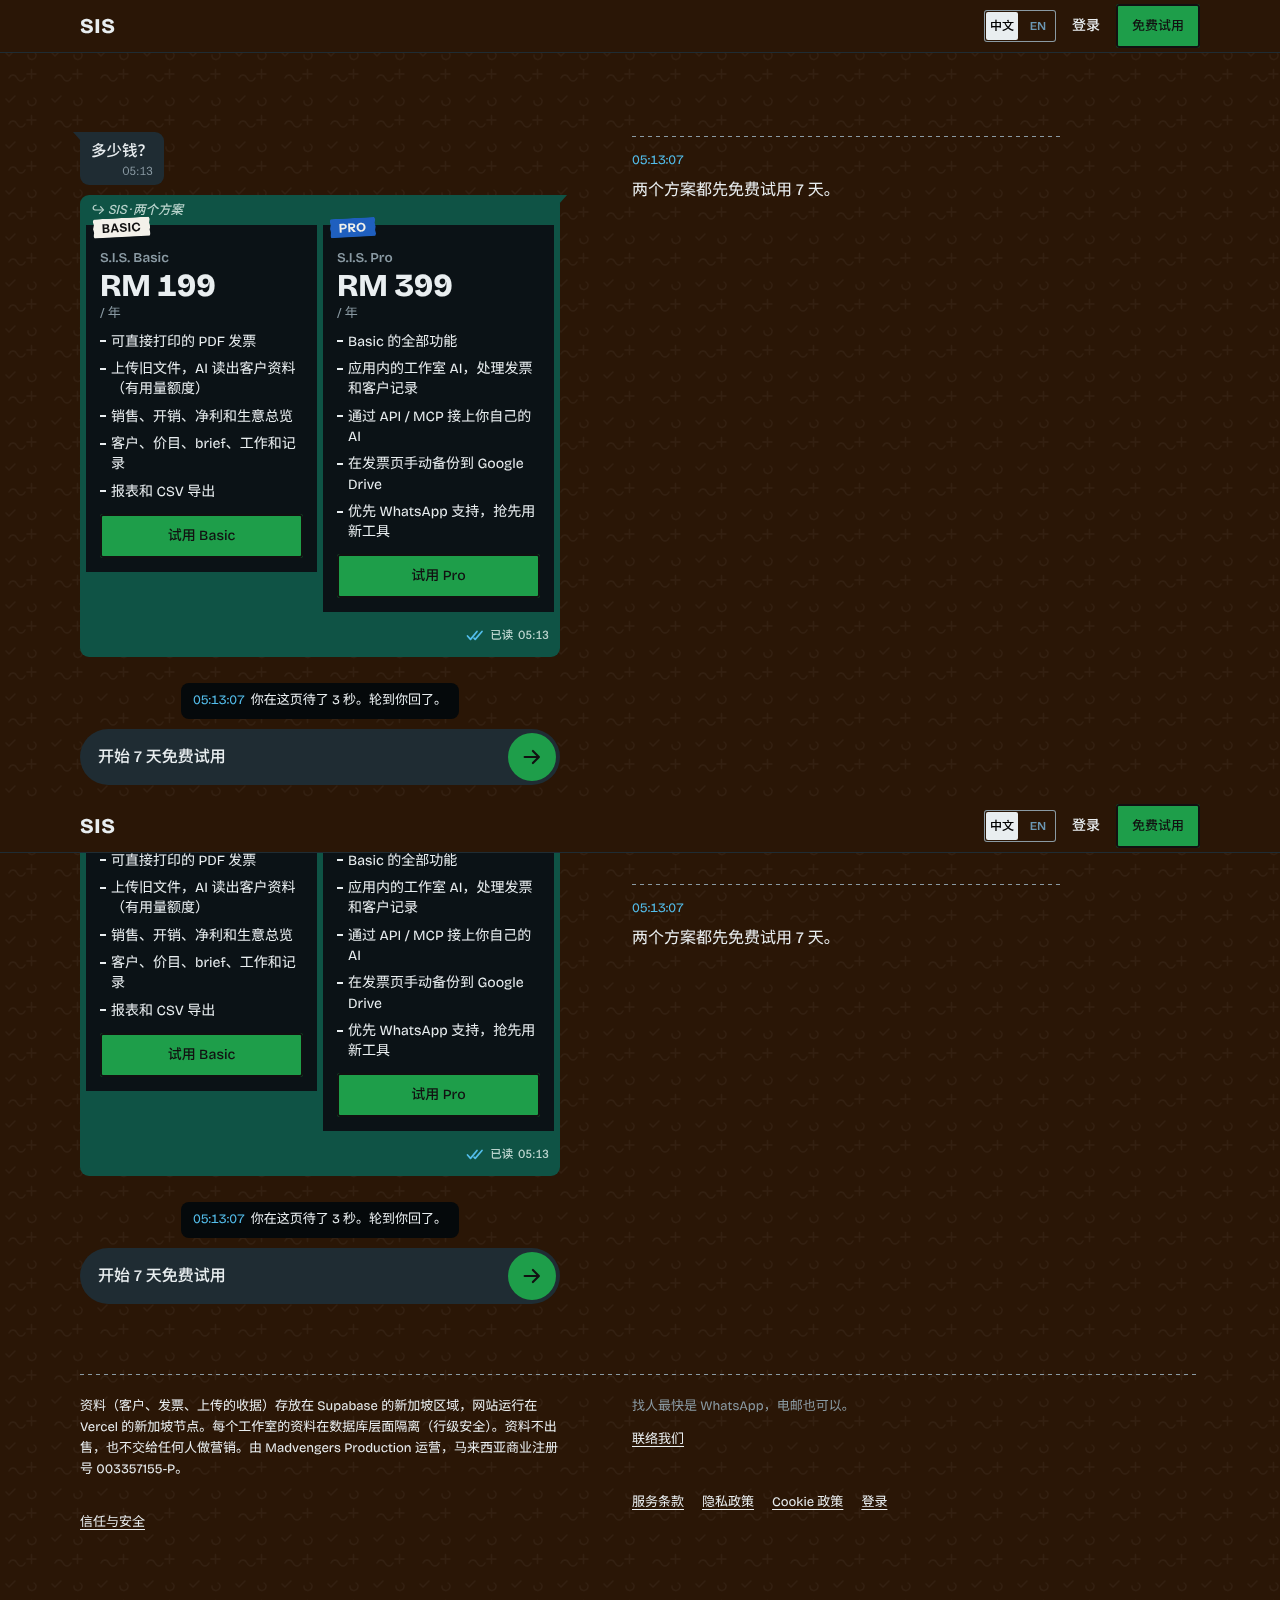 SIS
中文 EN 登录 免费试用
多少钱？
05:13
SIS·两个方案
BASIC
S.I.S. Basic
RM 199
/ 年
可直接打印的 PDF 发票
上传旧文件，AI 读出客户资料
（有用量额度）
销售、开销、净利和生意总览
客户、价目、brief、工作和记
录
报表和 CSV 导出
试用 Basic
PRO
S.I.S. Pro
RM 399
/ 年
Basic 的全部功能
应用内的工作室 AI，处理发票
和客户记录
通过 API / MCP 接上你自己的
AI
在发票页手动备份到 Google
Drive
优先 WhatsApp 支持，抢先用
新工具
试用 Pro
已读 05:13
05:13:07 你在这页待了 3 秒。轮到你回了。
开始 7 天免费试用
05:13:07
两个方案都先免费试用 7 天。
SIS
中文 EN 登录 免费试用
可直接打印的 PDF 发票
上传旧文件，AI 读出客户资料
（有用量额度）
销售、开销、净利和生意总览
客户、价目、brief、工作和记
录
报表和 CSV 导出
试用 Basic
Basic 的全部功能
应用内的工作室 AI，处理发票
和客户记录
通过 API / MCP 接上你自己的
AI
在发票页手动备份到 Google
Drive
优先 WhatsApp 支持，抢先用
新工具
试用 Pro
已读 05:13
05:13:07 你在这页待了 3 秒。轮到你回了。
开始 7 天免费试用
05:13:07
两个方案都先免费试用 7 天。
资料（客户、发票、上传的收据）存放在 Supabase 的新加坡区域，网站运行在
Vercel 的新加坡节点。每个工作室的资料在数据库层面隔离（行级安全）。资料不出
售，也不交给任何人做营销。由 Madvengers Production 运营，马来西亚商业注册
号 003357155-P。
信任与安全
找人最快是 WhatsApp，电邮也可以。
联络我们
服务条款 隐私政策 Cookie 政策 登录